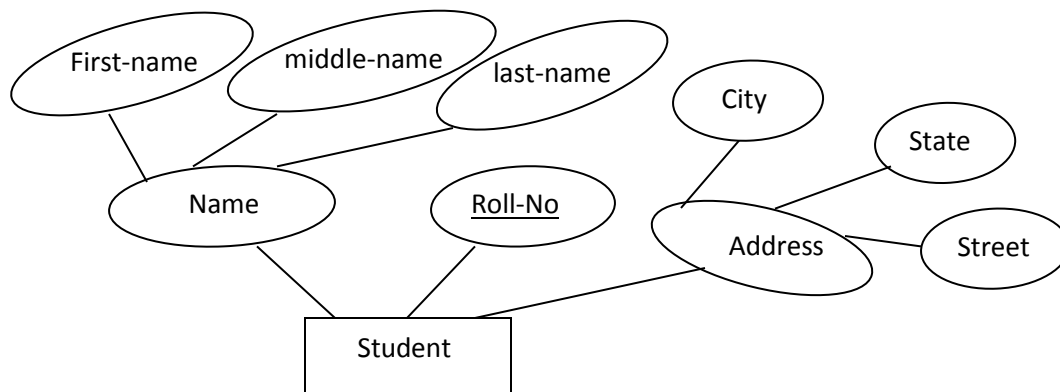 First-name
middle-name
last-name
City
State
Name
Roll-No
Address
Street
Student